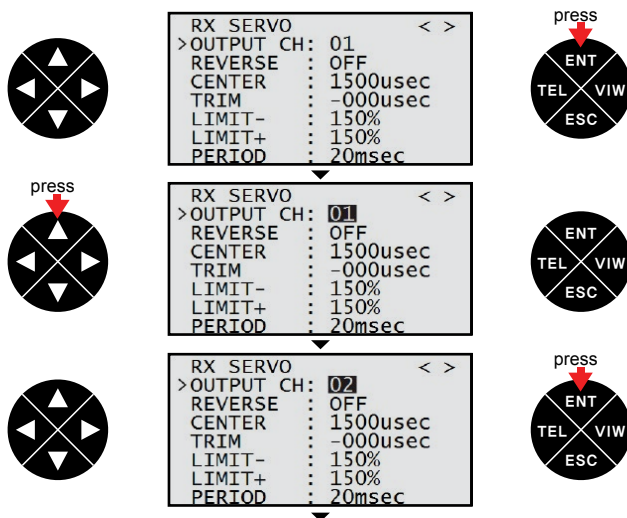 RX SERVO < >
>OUTPUT CH: 01
REVERSE : OFF
CENTER : 1500usec
TRIM : -000usec
LIMIT- : 150%
LIMIT+ : 150%
PERIOD : 20msec
press
ENT
TEL VIW
ESC
press
RX SERVO < >
>OUTPUT CH: 01
REVERSE : OFF
CENTER : 1500usec
TRIM : -000usec
LIMIT- : 150%
LIMIT+ : 150%
PERIOD : 20msec
ENT
TEL VIW
ESC
RX SERVO < >
>OUTPUT CH: 02
REVERSE : OFF
CENTER : 1500usec
TRIM : -000usec
LIMIT- : 150%
LIMIT+ : 150%
PERIOD : 20msec
press
ENT
TEL VIW
ESC